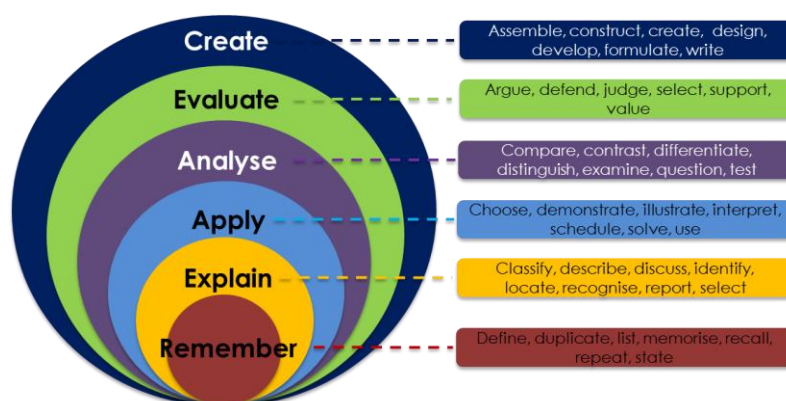 Create
Assemble, construct, create, design,
develop, formulate, write
Evaluate
Argue, defend, judge, select, support,
value
Analyse
Compare, contrast, differentiate,
distinguish, examine, question, test
Apply
Choose, demonstrate, illustrate, interpret,
schedule, solve, use
Explain
Classify, describe, discuss, identify,
locate, recognise, report, select
Remember
Define, duplicate, list, memorise, recall,
repeat, state